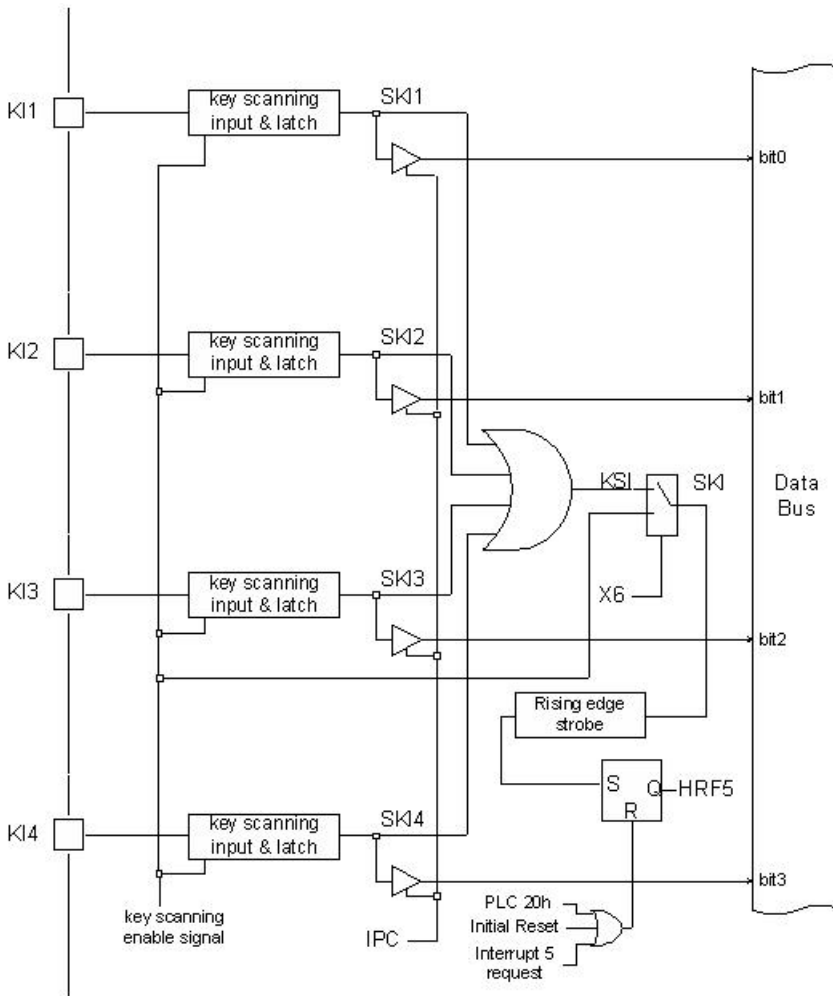 KI1
key scanning
input & latch
SKI1
bit0
KI2
key scanning
input & latch
SKI2
bit1
KSI
SKI
Data
Bus
X6
KI3
key scanning
input & latch
SKI3
bit2
Rising edge
strobe
S
Q
HRF5
R
KI4
key scanning
input & latch
SKI4
bit3
key scanning
enable signal
IPC
PLC 20h
Initial Reset
Interrupt 5
request